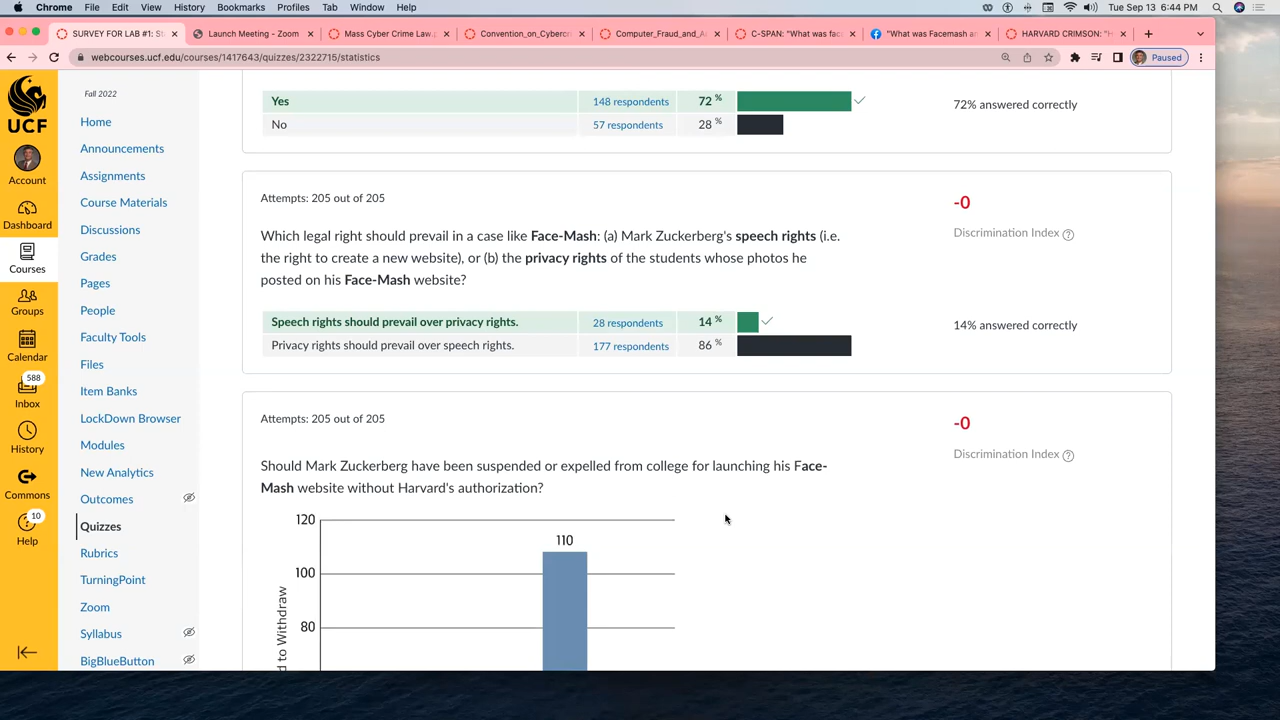 Chrome File Edit View History Bookmarks Profiles Tab Window Help Tue Sep 13 6:44 PM
SURVEY FOR LAB #1: St Launch Meeting - Zoom Mass Cyber Crime Law. Convention_on_Cybercr Computer_Fraud_and_A C-SPAN: "What was fac "What was Facemash an HARVARD CRIMSON: "H
webcourses.ufcf.edu/courses/1417643/quizzes/2322715/statistics Paused
UCF
Account
Dashboard
Courses
Groups
Calendar
588
Inbox
History
Commons
10
Help
Fall 2022
Home
Announcements
Assignments
Course Materials
Discussions
Grades
Pages
People
Faculty Tools
Files
Item Banks
LockDown Browser
Modules
New Analytics
Outcomes
Quizzes
Rubrics
TurningPoint
Zoom
Syllabus
BigBlueButton
Yes 148 respondents 72 % 72% answered correctly
No 57 respondents 28 %
Attempts: 205 out of 205
-0
Discrimination Index ?
Which legal right should prevail in a case like Face-Mash: (a) Mark Zuckerberg's speech rights (i.e.
the right to create a new website), or (b) the privacy rights of the students whose photos he
posted on his Face-Mash website?
Speech rights should prevail over privacy rights. 28 respondents 14 % 14% answered correctly
Privacy rights should prevail over speech rights. 177 respondents 86 %
Attempts: 205 out of 205
-0
Discrimination Index ?
Should Mark Zuckerberg have been suspended or expelled from college for launching his Face-
Mash website without Harvard's authorization?
120
110
100
80
d to Withdraw